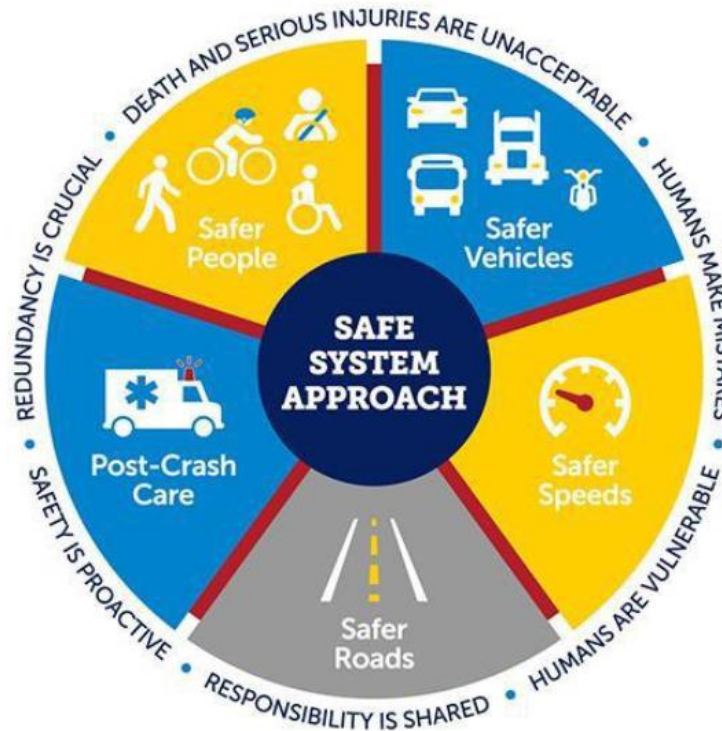 DEATH AND SERIOUS INJURIES ARE UNACCEPTABLE
HUMANS MAKE MISTAKES
HUMANS ARE VULNERABLE
RESPONSIBILITY IS SHARED
SAFETY IS PROACTIVE
REDUNDANCY IS CRUCIAL
SAFE
SYSTEM
APPROACH
Safer
People
Safer
Vehicles
Safer
Speeds
Safer
Roads
Post-Crash
Care